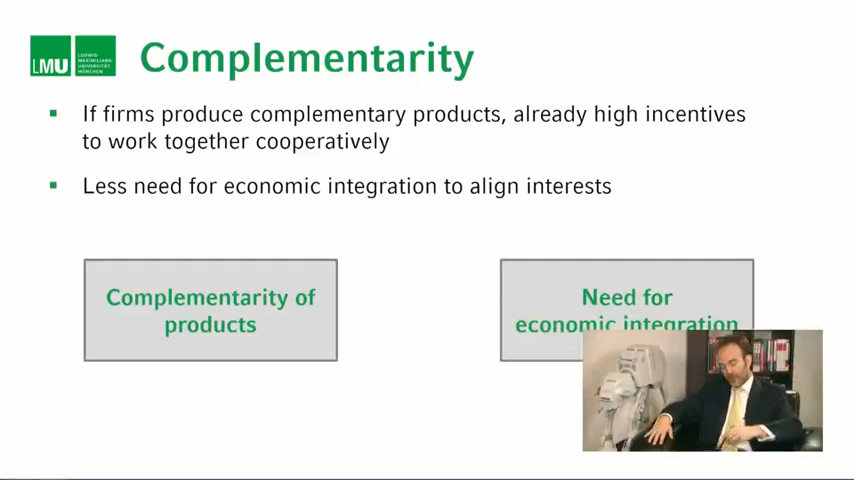 LMU
LUDWIG-
MAXIMILIANS-
UNIVERSITÄT
MÜNCHEN
Complementarity
▪ If firms produce complementary products, already high incentives
to work together cooperatively
▪ Less need for economic integration to align interests
Complementarity of
products
Need for
economic integration